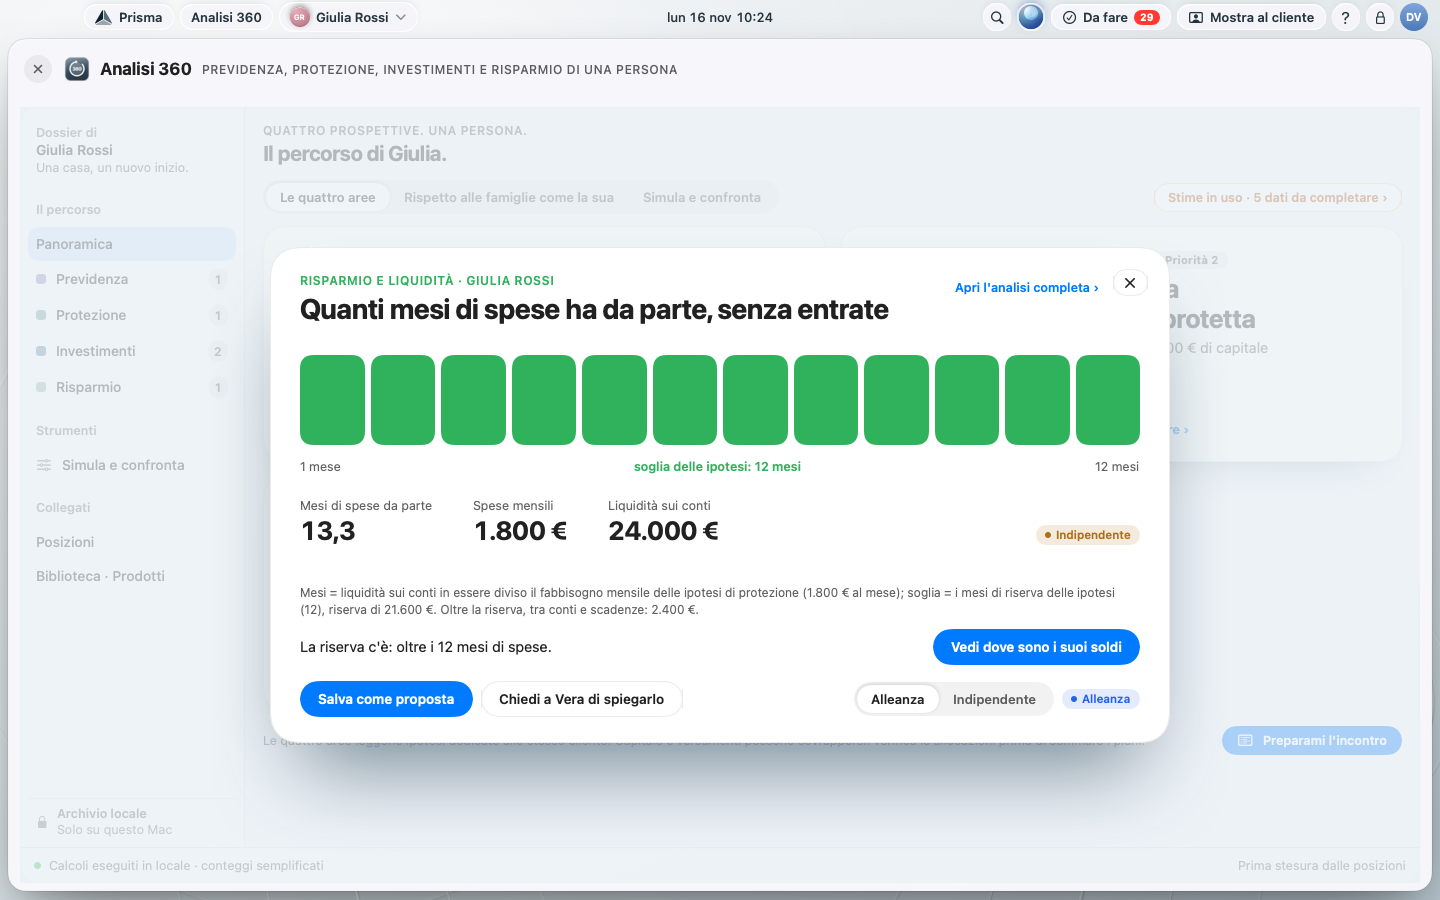 Prisma
Analisi 360
GR Giulia Rossi
lun 16 nov 10:24
Da fare 29
Mostra al cliente
?
DV
360
Analisi 360 PREVIDENZA, PROTEZIONE, INVESTIMENTI E RISPARMIO DI UNA PERSONA
Dossier di
Giulia Rossi
Una casa, un nuovo inizio.
Il percorso
Panoramica
Previdenza 1
Protezione 1
Investimenti 2
Risparmio 1
Strumenti
Simula e confronta
Collegati
Posizioni
Biblioteca · Prodotti
Archivio locale
Solo su questo Mac
QUATTRO PROSPETTIVE. UNA PERSONA.
Il percorso di Giulia.
Le quattro aree
Rispetto alle famiglie come la sua
Simula e confronta
Stime in uso · 5 dati da completare ›
Priorità 2
protetta
00 € di capitale
RISPARMIO E LIQUIDITÀ · GIULIA ROSSI
Quanti mesi di spese ha da parte, senza entrate
Apri l'analisi completa ›
1 mese
soglia delle ipotesi: 12 mesi
12 mesi
Mesi di spese da parte
13,3
Spese mensili
1.800 €
Liquidità sui conti
24.000 €
Indipendente
Mesi = liquidità sui conti in essere diviso il fabbisogno mensile delle ipotesi di protezione (1.800 € al mese); soglia = i mesi di riserva delle ipotesi
(12), riserva di 21.600 €. Oltre la riserva, tra conti e scadenze: 2.400 €.
La riserva c'è: oltre i 12 mesi di spese.
Vedi dove sono i suoi soldi
Salva come proposta
Chiedi a Vera di spiegarlo
Alleanza
Indipendente
Alleanza
Preparami l'incontro
Calcoli eseguiti in locale · conteggi semplificati
Prima stesura dalle posizioni